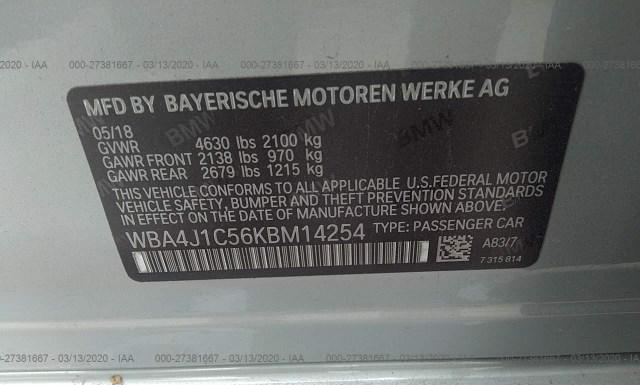 /2020 - IAA 000-27381667 - 03/13/2020 - IAA 000-27381667 - 03/13/2020 - IAA
MFD BY BAYERISCHE MOTOREN WERKE AG
05/18
GVWR 4630 lbs 2100 kg
GAWR FRONT 2138 lbs 970 kg
GAWR REAR 2679 lbs 1215 kg
THIS VEHICLE CONFORMS TO ALL APPLICABLE U.S.FEDERAL MOTOR
VEHICLE SAFETY, BUMPER AND THEFT PREVENTION STANDARDS
IN EFFECT ON THE DATE OF MANUFACTURE SHOWN ABOVE.
WBA4J1C56KBM14254 TYPE: PASSENGER CAR
A83/7
7 315 814
000-27381667 - 03/13/2020 - IAA 000-27381667 - 03/13/2020 - IAA 000-27